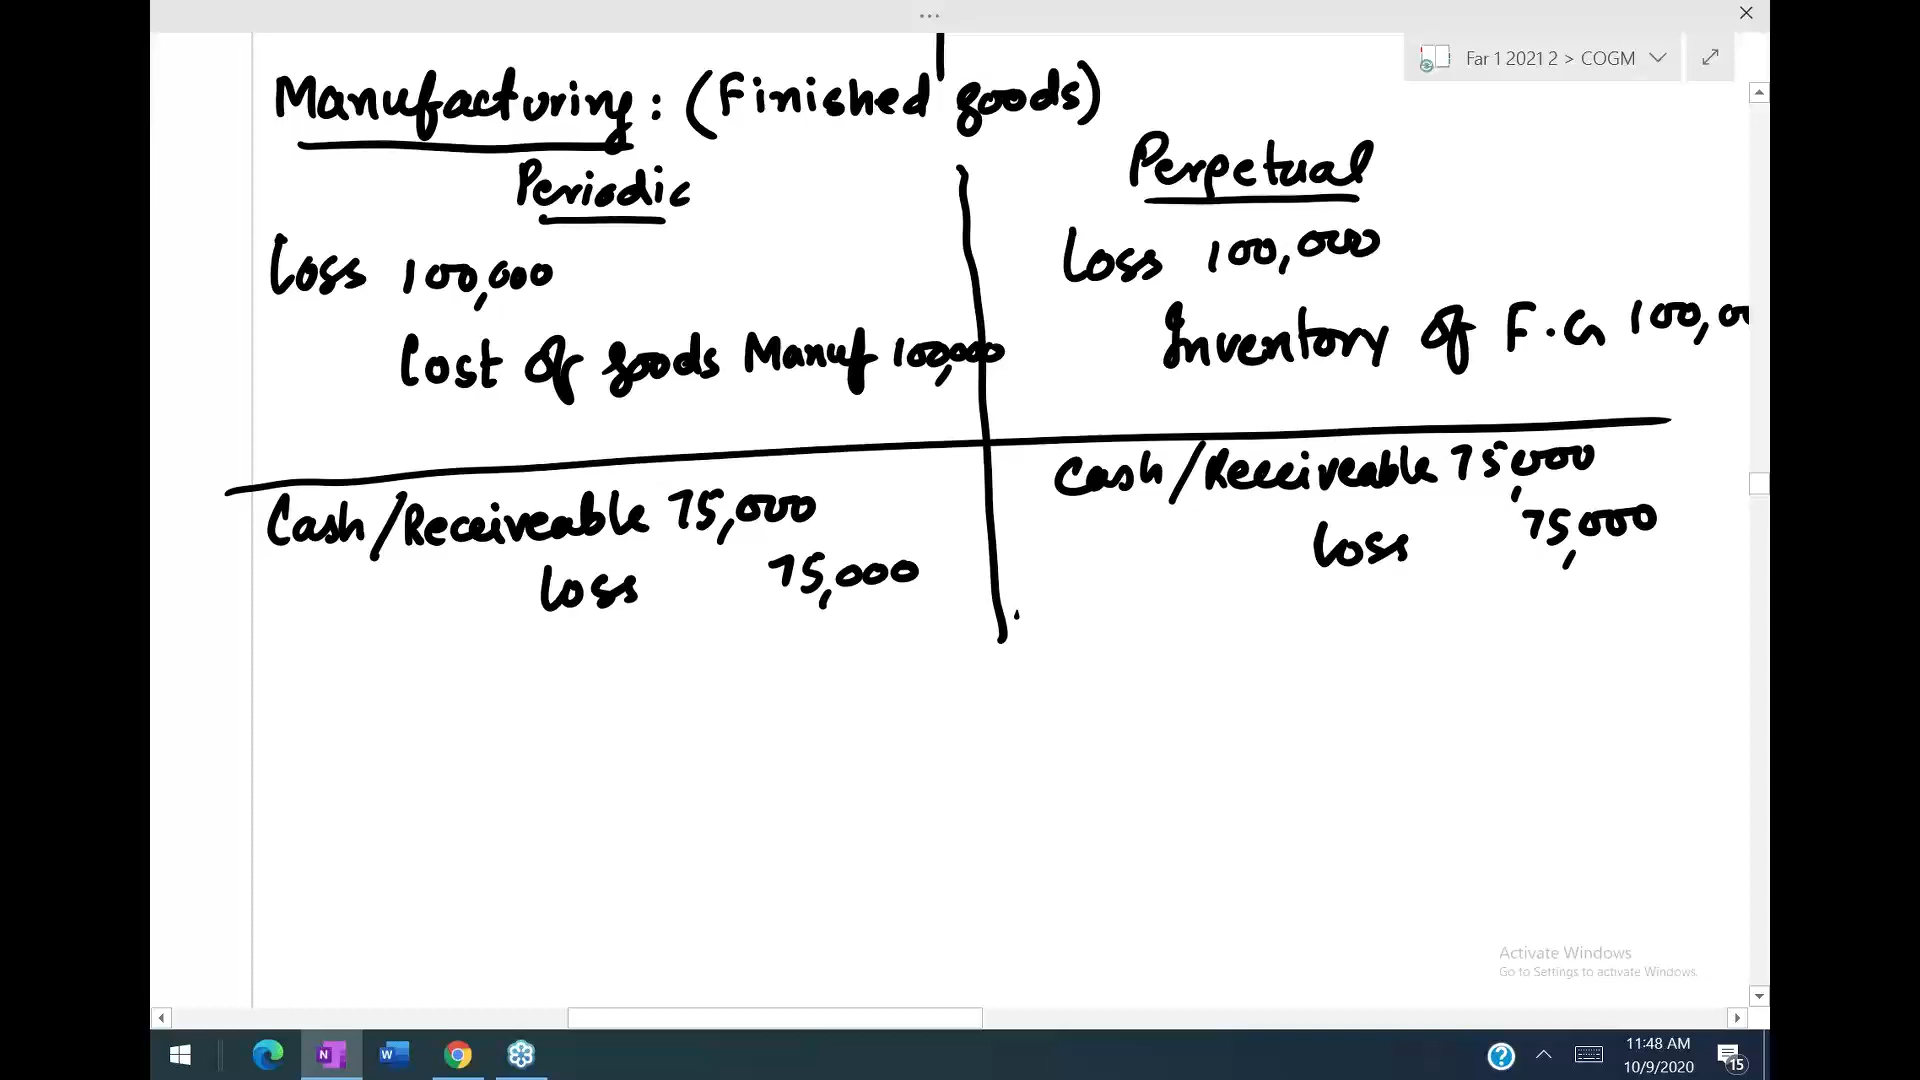 Far 1 2021 2 > COGM
Manufacturing: (Finished goods)
Periodic
Loss 100,000
Cost of goods Manuf 100,000
Cash/Receiveable 75,000
Loss 75,000
Perpetual
Loss 100,000
Inventory of F.G 100,00
Cash/Receiveable 75,000
Loss 75,000
Activate Windows
Go to Settings to activate Windows.
11:48 AM
10/9/2020
15